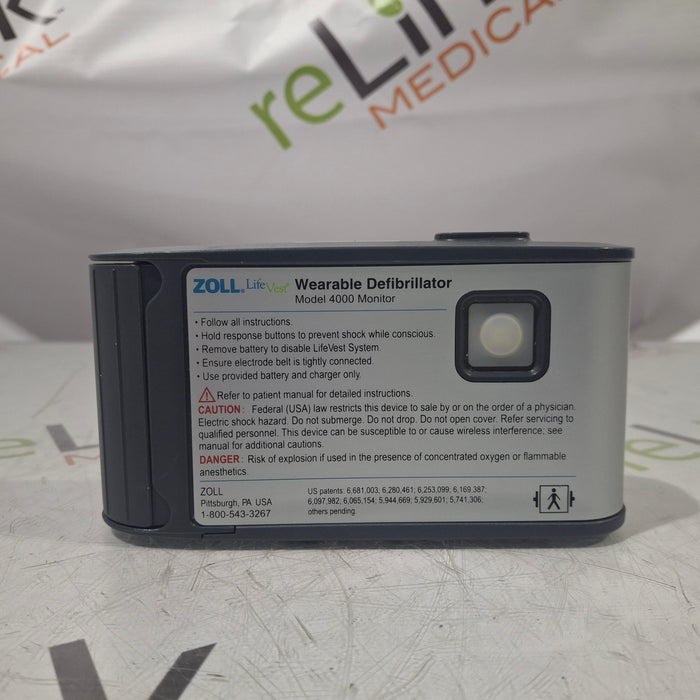 reLink
MEDICAL
ZOLL® LifeVest® Wearable Defibrillator
Model 4000 Monitor
• Follow all instructions.
• Hold response buttons to prevent shock while conscious.
• Remove battery to disable LifeVest System.
• Ensure electrode belt is tightly connected.
• Use provided battery and charger only.
Refer to patient manual for detailed instructions.
CAUTION: Federal (USA) law restricts this device to sale by or on the order of a physician.
Electric shock hazard. Do not submerge. Do not drop. Do not open cover. Refer servicing to
qualified personnel. This device can be susceptible to or cause wireless interference; see
manual for additional cautions.
DANGER: Risk of explosion if used in the presence of concentrated oxygen or flammable
anesthetics.
ZOLL
Pittsburgh, PA USA
1-800-543-3267
US patents: 6,681,003; 6,280,461; 6,253,099; 6,169,387;
6,097,982; 6,065,154; 5,944,669; 5,929,601; 5,741,306;
others pending.